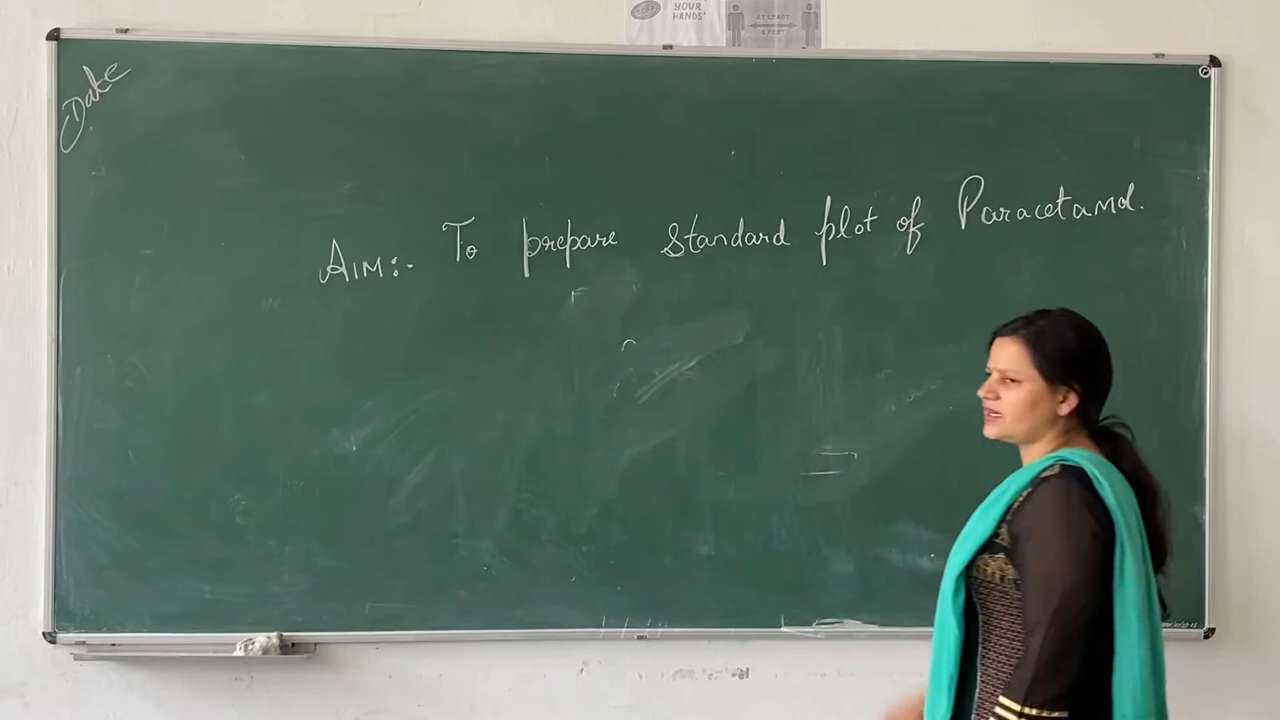 YOUR
HANDS'
AT LEAST
6 FEET
Date
AIM:- To prepare standard plot of Paracetamol.